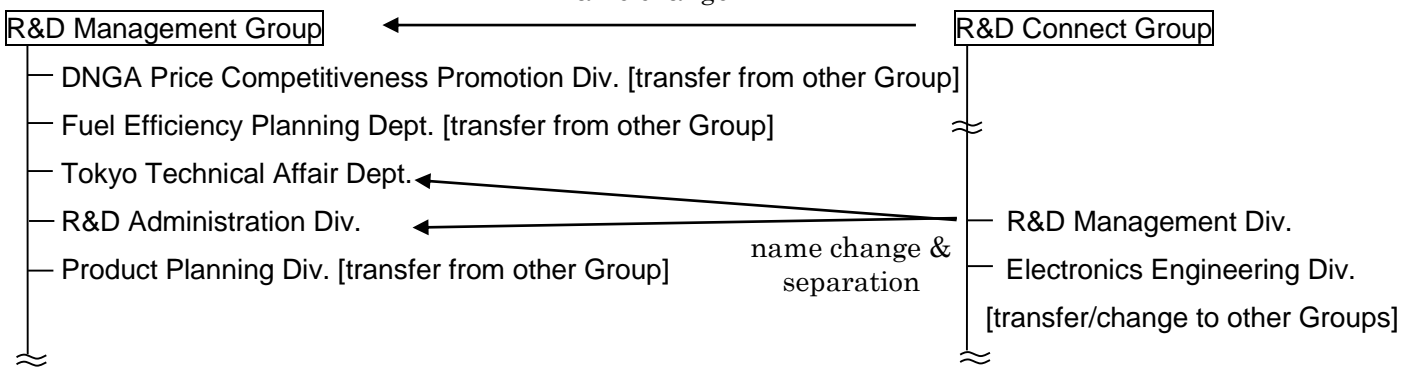 R&D Management Group
R&D Connect Group
DNGA Price Competitiveness Promotion Div. [transfer from other Group]
Fuel Efficiency Planning Dept. [transfer from other Group]
Tokyo Technical Affair Dept.
R&D Administration Div.
R&D Management Div.
name change &
separation
Product Planning Div. [transfer from other Group]
Electronics Engineering Div.
[transfer/change to other Groups]